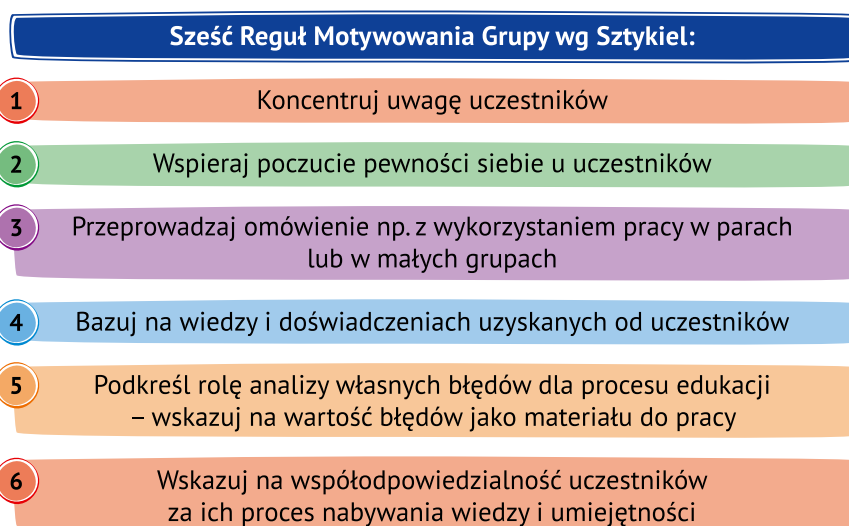 Sześć Reguł Motywowania Grupy wg Sztykiel:
1
Koncentruj uwagę uczestników
2
Wspieraj poczucie pewności siebie u uczestników
3
Przeprowadzaj omówienie np. z wykorzystaniem pracy w parach
lub w małych grupach
4
Bazuj na wiedzy i doświadczeniach uzyskanych od uczestników
5
Podkreśl rolę analizy własnych błędów dla procesu edukacji
– wskazuj na wartość błędów jako materiału do pracy
6
Wskazuj na współodpowiedzialność uczestników
za ich proces nabywania wiedzy i umiejętności